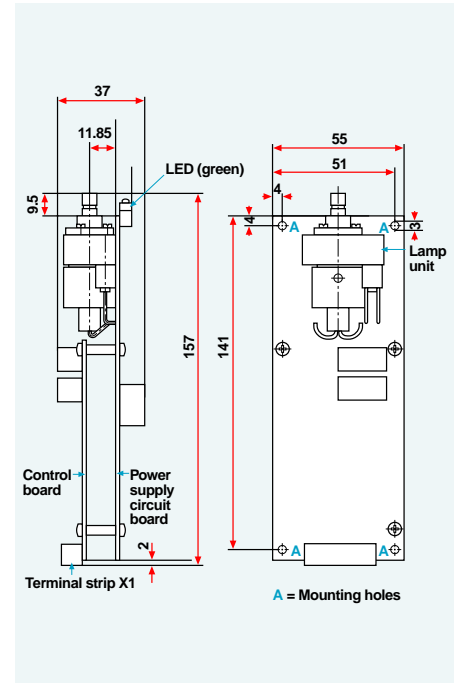 37
11.85
LED (green)
9.5
157
Control
board
Power
supply
circuit
board
2
Terminal strip X1
55
51
4
4
A
A
3
Lamp
unit
141
A
A
A = Mounting holes